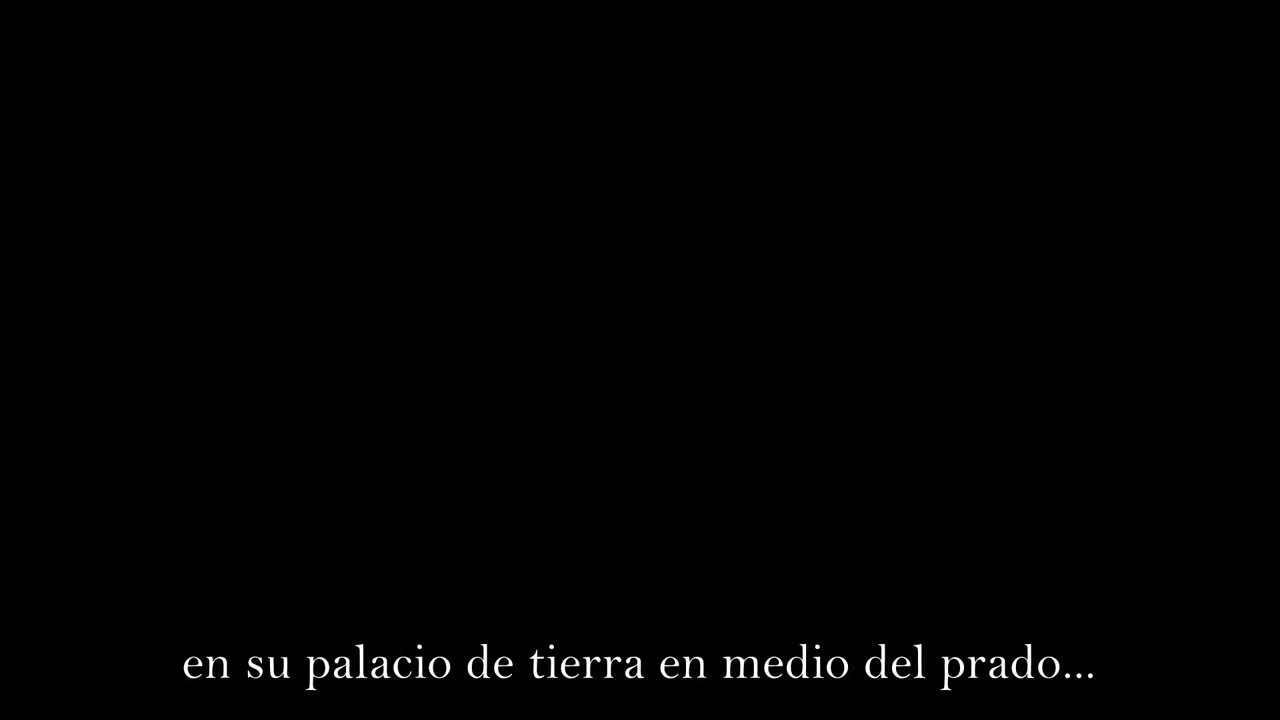 en su palacio de tierra en medio del prado...